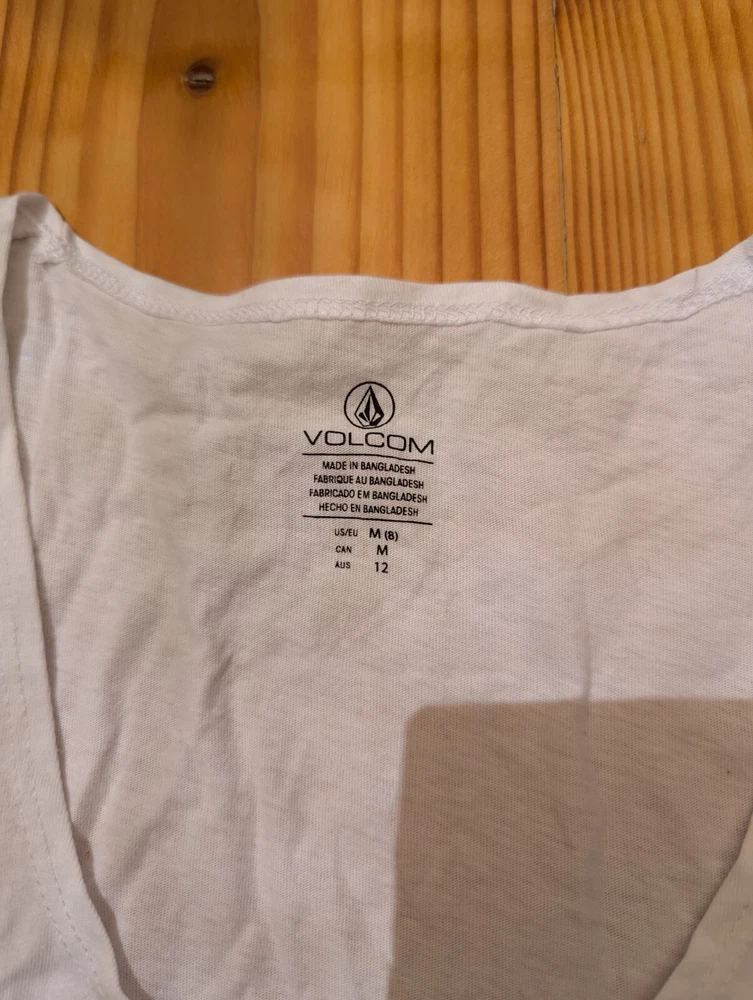 VOLCOM
MADE IN BANGLADESH
FABRIQUE AU BANGLADESH
FABRICADO EM BANGLADESH
HECHO EN BANGLADESH
US/EU M (8)
CAN M
AUS 12